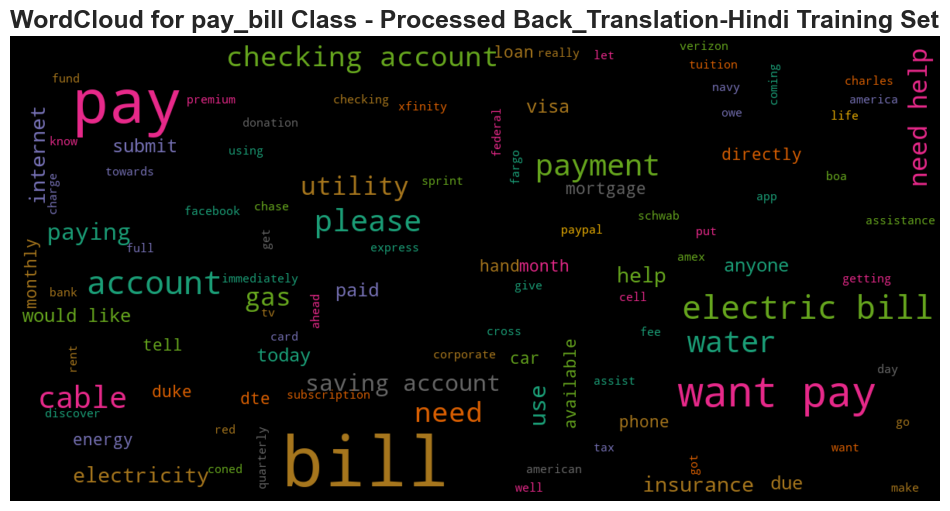 WordCloud for pay_bill Class - Processed Back_Translation-Hindi Training Set
checking account
loan
really
let
verizon
tuition
coming
need help
fund
pay
premium
checking
xfinity
visa
navy
charles
america
owe
life
internet
know
submit
donation
federal
using
fargo
payment
directly
charge
towards
utility
sprint
mortgage
boa
app
facebook
chase
please
schwab
assistance
paying
full
get
express
paypal
put
monthly
account
immediately
hand
month
amex
anyone
help
getting
bank
gas
paid
give
cell
electric bill
would like
tv
ahead
card
cross
fee
water
rent
tell
today
corporate
car
available
day
cable
duke
dte
subscription
saving account
use
assist
want pay
discover
need
phone
go
energy
red
bill
tax
want
electricity
coned
quarterly
american
got
well
insurance
due
make